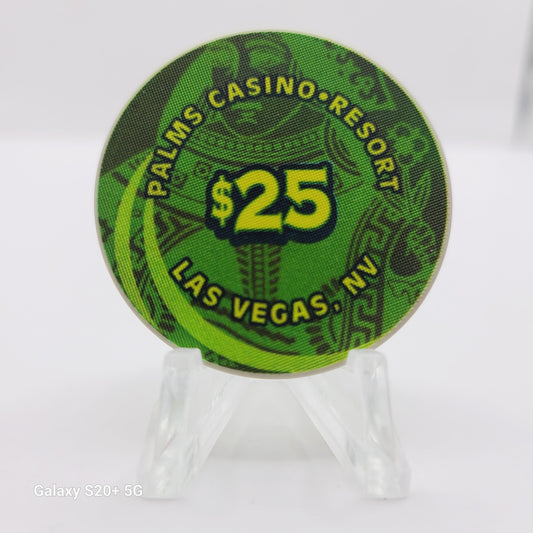 PALMS CASINO•RESORT
$25
LAS VEGAS, NV
Galaxy S20+ 5G